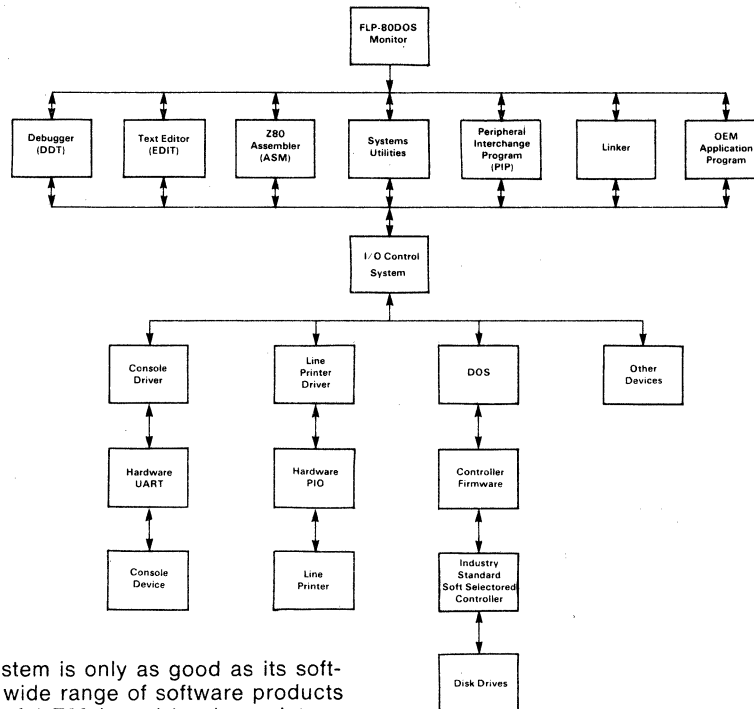 FLP-80DOS
Monitor
Debugger
(DDT)
Text Editor
(EDIT)
Z80
Assembler
(ASM)
Systems
Utilities
Peripheral
Interchange
Program
(PIP)
Linker
OEM
Application
Program
I/O Control
System
Console
Driver
Line
Printer
Driver
DOS
Other
Devices
Hardware
UART
Hardware
PIO
Controller
Firmware
Console
Device
Line
Printer
Industry
Standard
Soft Selectored
Controller
Disk Drives
stem is only as good as its soft-
wide range of software products